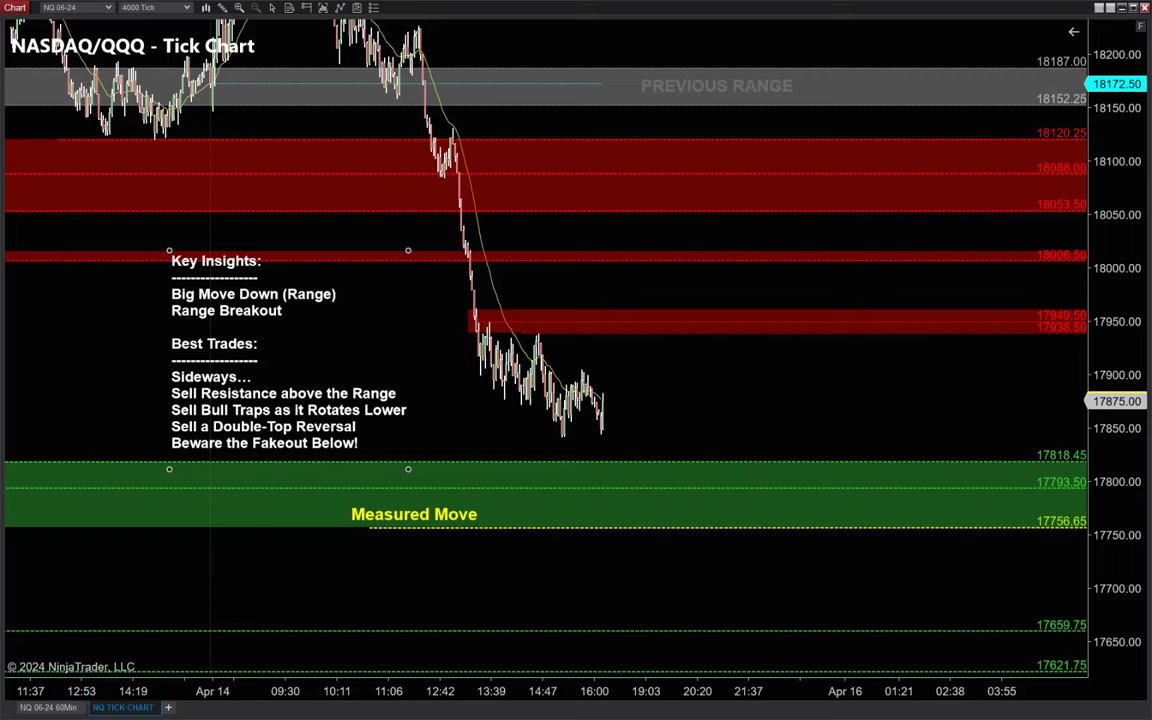 Chart NQ 06-24 4000 Tick
NASDAQ/QQQ - Tick Chart
F
18200.00
18187.00
PREVIOUS RANGE
18172.50
18152.25
18150.00
18120.25
18100.00
18088.00
18053.50
18050.00
18006.50
18000.00
Key Insights:
-----------------
Big Move Down (Range)
Range Breakout
Best Trades:
-----------------
Sideways...
Sell Resistance above the Range
Sell Bull Traps as it Rotates Lower
Sell a Double-Top Reversal
Beware the Fakeout Below!
17949.50
17950.00
17938.50
17900.00
17875.00
17850.00
17818.45
17800.00
17793.50
Measured Move
17756.65
17750.00
17700.00
17659.75
17650.00
17621.75
© 2024 NinjaTrader, LLC
11:37 12:53 14:19 Apr 14 09:30 10:11 11:06 12:42 13:39 14:47 16:00 19:03 20:20 21:37 Apr 16 01:21 02:38 03:55
NQ 06-24 60Min NQ TICK CHART +